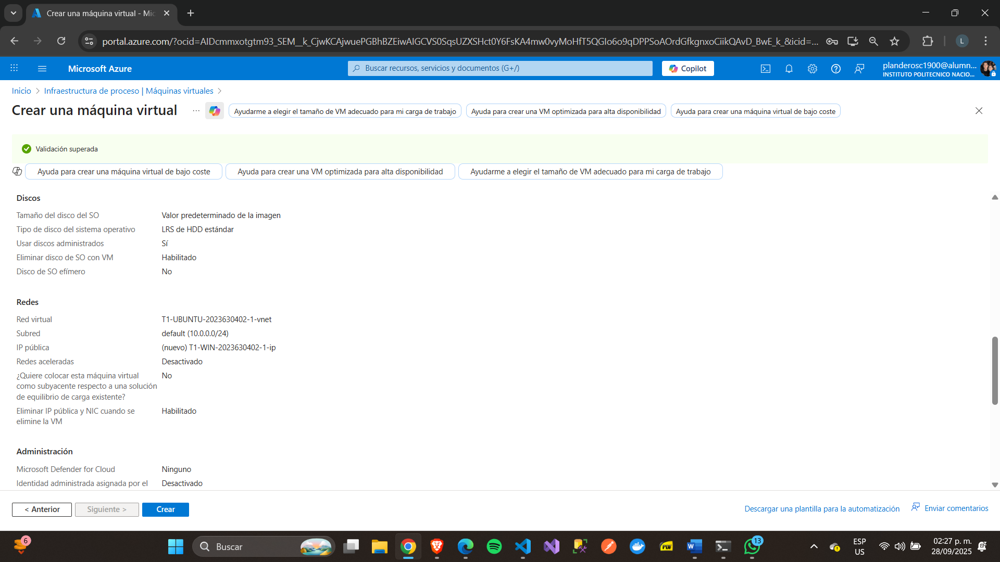 Crear una máquina virtual - Mic
portal.azure.com/?ocid=AIDcmmxotgtm93_SEM__k_CjwKCAjwuePGBhBZEiwAIGCVS0SqsUZXSHct0Y6FsKA4mw0vyMoHfT5QGIo6o9qDPPSoAOrdGfkgnxoCiikQAvD_BwE_k_&icid=...
L
Microsoft Azure
Buscar recursos, servicios y documentos (G+/)
Copilot
planderosc1900@alumn...
INSTITUTO POLITECNICO NACIO...
Inicio > Infraestructura de proceso | Máquinas virtuales >
Crear una máquina virtual
...
Ayudarme a elegir el tamaño de VM adecuado para mi carga de trabajo
Ayuda para crear una VM optimizada para alta disponibilidad
Ayuda para crear una máquina virtual de bajo coste
Validación superada
Ayuda para crear una máquina virtual de bajo coste
Ayuda para crear una VM optimizada para alta disponibilidad
Ayudarme a elegir el tamaño de VM adecuado para mi carga de trabajo
Discos
Tamaño del disco del SO Valor predeterminado de la imagen
Tipo de disco del sistema operativo LRS de HDD estándar
Usar discos administrados Sí
Eliminar disco de SO con VM Habilitado
Disco de SO efímero No
Redes
Red virtual T1-UBUNTU-2023630402-1-vnet
Subred default (10.0.0.0/24)
IP pública (nuevo) T1-WIN-2023630402-1-ip
Redes aceleradas Desactivado
¿Quiere colocar esta máquina virtual No
como subyacente respecto a una solución
de equilibrio de carga existente?
Eliminar IP pública y NIC cuando se Habilitado
elimine la VM
Administración
Microsoft Defender for Cloud Ninguno
Identidad administrada asignada por el Desactivado
< Anterior
Siguiente >
Crear
Descargar una plantilla para la automatización
Enviar comentarios
6
Buscar
PDF
13
ESP
US
02:27 p. m.
28/09/2025